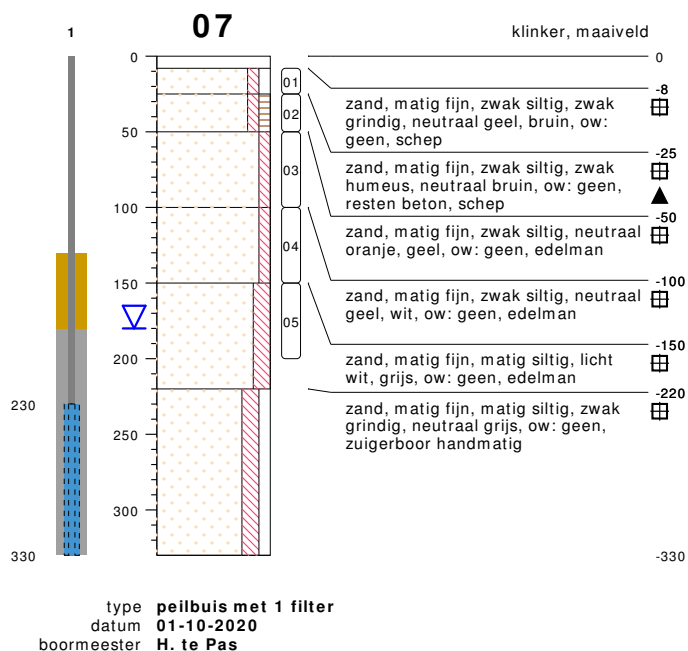 1
07
klinker, maaiveld
0
0
01
-8
zand, matig fijn, zwak siltig, zwak
grindig, neutraal geel, bruin, ow:
geen, schep
02
-25
zand, matig fijn, zwak siltig, zwak
humeus, neutraal bruin, ow: geen,
resten beton, schep
50
03
-50
zand, matig fijn, zwak siltig, neutraal
oranje, geel, ow: geen, edelman
100
04
-100
zand, matig fijn, zwak siltig, neutraal
geel, wit, ow: geen, edelman
150
05
-150
zand, matig fijn, matig siltig, licht
wit, grijs, ow: geen, edelman
200
-220
zand, matig fijn, matig siltig, zwak
grindig, neutraal grijs, ow: geen,
zuigerboor handmatig
230
250
300
330
-330
type peilbuis met 1 filter
datum 01-10-2020
boormeester H. te Pas